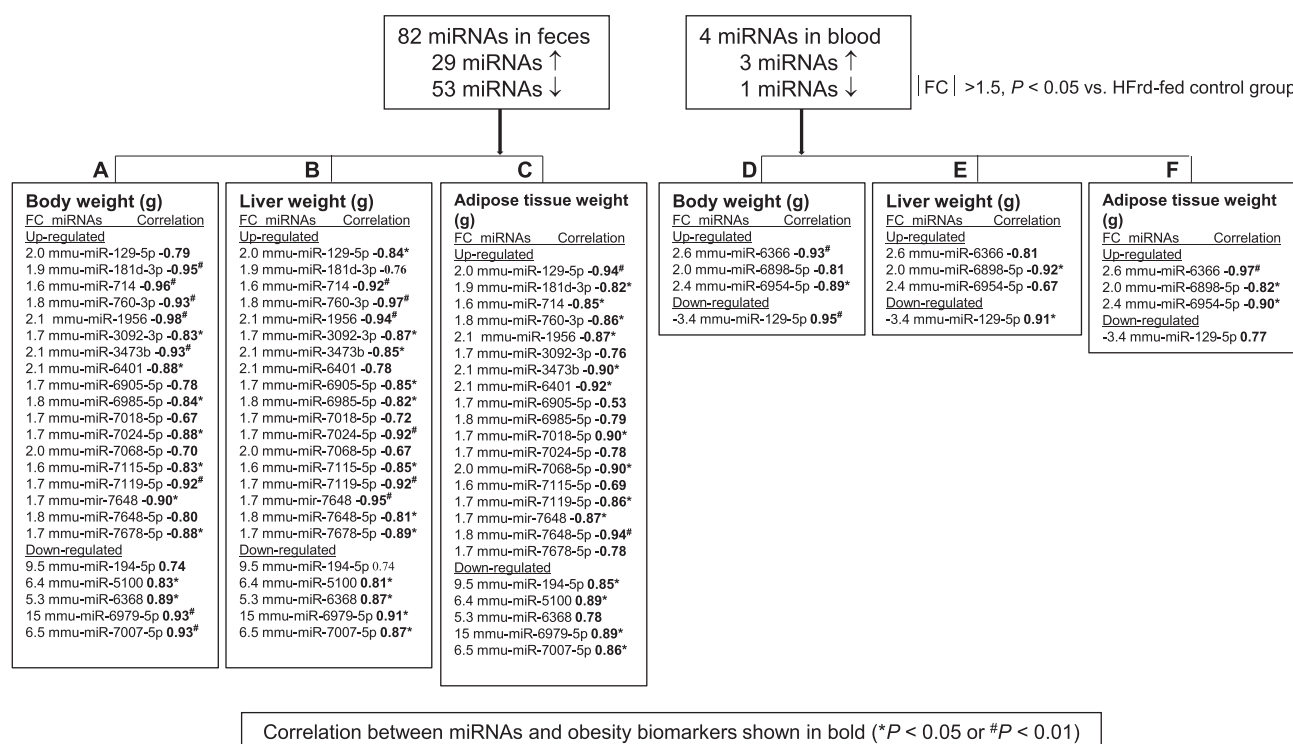 82 miRNAs in feces
29 miRNAs ↑
53 miRNAs ↓
4 miRNAs in blood
3 miRNAs ↑
1 miRNAs ↓
|FC| >1.5, P < 0.05 vs. HFrd-fed control group
A
Body weight (g)
FC miRNAs Correlation
Up-regulated
2.0 mmu-miR-129-5p -0.79
1.9 mmu-miR-181d-3p -0.95#
1.6 mmu-miR-714 -0.96#
1.8 mmu-miR-760-3p -0.93#
2.1 mmu-miR-1956 -0.98#
1.7 mmu-miR-3092-3p -0.83*
2.1 mmu-miR-3473b -0.93#
2.1 mmu-miR-6401 -0.88*
1.7 mmu-miR-6905-5p -0.78
1.8 mmu-miR-6985-5p -0.84*
1.7 mmu-miR-7018-5p -0.67
1.7 mmu-miR-7024-5p -0.88*
2.0 mmu-miR-7068-5p -0.70
1.6 mmu-miR-7115-5p -0.83*
1.7 mmu-miR-7119-5p -0.92#
1.7 mmu-mir-7648 -0.90*
1.8 mmu-miR-7648-5p -0.80
1.7 mmu-miR-7678-5p -0.88*
Down-regulated
9.5 mmu-miR-194-5p 0.74
6.4 mmu-miR-5100 0.83*
5.3 mmu-miR-6368 0.89*
15 mmu-miR-6979-5p 0.93#
6.5 mmu-miR-7007-5p 0.93#
B
Liver weight (g)
FC miRNAs Correlation
Up-regulated
2.0 mmu-miR-129-5p -0.84*
1.9 mmu-miR-181d-3p -0.76
1.6 mmu-miR-714 -0.92#
1.8 mmu-miR-760-3p -0.97#
2.1 mmu-miR-1956 -0.94#
1.7 mmu-miR-3092-3p -0.87*
2.1 mmu-miR-3473b -0.85*
2.1 mmu-miR-6401 -0.78
1.7 mmu-miR-6905-5p -0.85*
1.8 mmu-miR-6985-5p -0.82*
1.7 mmu-miR-7018-5p -0.72
1.7 mmu-miR-7024-5p -0.92#
2.0 mmu-miR-7068-5p -0.67
1.6 mmu-miR-7115-5p -0.85*
1.7 mmu-miR-7119-5p -0.92#
1.7 mmu-mir-7648 -0.95#
1.8 mmu-miR-7648-5p -0.81*
1.7 mmu-miR-7678-5p -0.89*
Down-regulated
9.5 mmu-miR-194-5p 0.74
6.4 mmu-miR-5100 0.81*
5.3 mmu-miR-6368 0.87*
15 mmu-miR-6979-5p 0.91*
6.5 mmu-miR-7007-5p 0.87*
C
Adipose tissue weight
(g)
FC miRNAs Correlation
Up-regulated
2.0 mmu-miR-129-5p -0.94#
1.9 mmu-miR-181d-3p -0.82*
1.6 mmu-miR-714 -0.85*
1.8 mmu-miR-760-3p -0.86*
2.1 mmu-miR-1956 -0.87*
1.7 mmu-miR-3092-3p -0.76
2.1 mmu-miR-3473b -0.90*
2.1 mmu-miR-6401 -0.92*
1.7 mmu-miR-6905-5p -0.53
1.8 mmu-miR-6985-5p -0.79
1.7 mmu-miR-7018-5p 0.90*
1.7 mmu-miR-7024-5p -0.78
2.0 mmu-miR-7068-5p -0.90*
1.6 mmu-miR-7115-5p -0.69
1.7 mmu-miR-7119-5p -0.86*
1.7 mmu-mir-7648 -0.87*
1.8 mmu-miR-7648-5p -0.94#
1.7 mmu-miR-7678-5p -0.78
Down-regulated
9.5 mmu-miR-194-5p 0.85*
6.4 mmu-miR-5100 0.89*
5.3 mmu-miR-6368 0.78
15 mmu-miR-6979-5p 0.89*
6.5 mmu-miR-7007-5p 0.86*
D
Body weight (g)
FC miRNAs Correlation
Up-regulated
2.6 mmu-miR-6366 -0.93#
2.0 mmu-miR-6898-5p -0.81
2.4 mmu-miR-6954-5p -0.89*
Down-regulated
-3.4 mmu-miR-129-5p 0.95#
E
Liver weight (g)
FC miRNAs Correlation
Up-regulated
2.6 mmu-miR-6366 -0.81
2.0 mmu-miR-6898-5p -0.92*
2.4 mmu-miR-6954-5p -0.67
Down-regulated
-3.4 mmu-miR-129-5p 0.91*
F
Adipose tissue weight
(g)
FC miRNAs Correlation
Up-regulated
2.6 mmu-miR-6366 -0.97#
2.0 mmu-miR-6898-5p -0.82*
2.4 mmu-miR-6954-5p -0.90*
Down-regulated
-3.4 mmu-miR-129-5p 0.77
Correlation between miRNAs and obesity biomarkers shown in bold (*P < 0.05 or #P < 0.01)